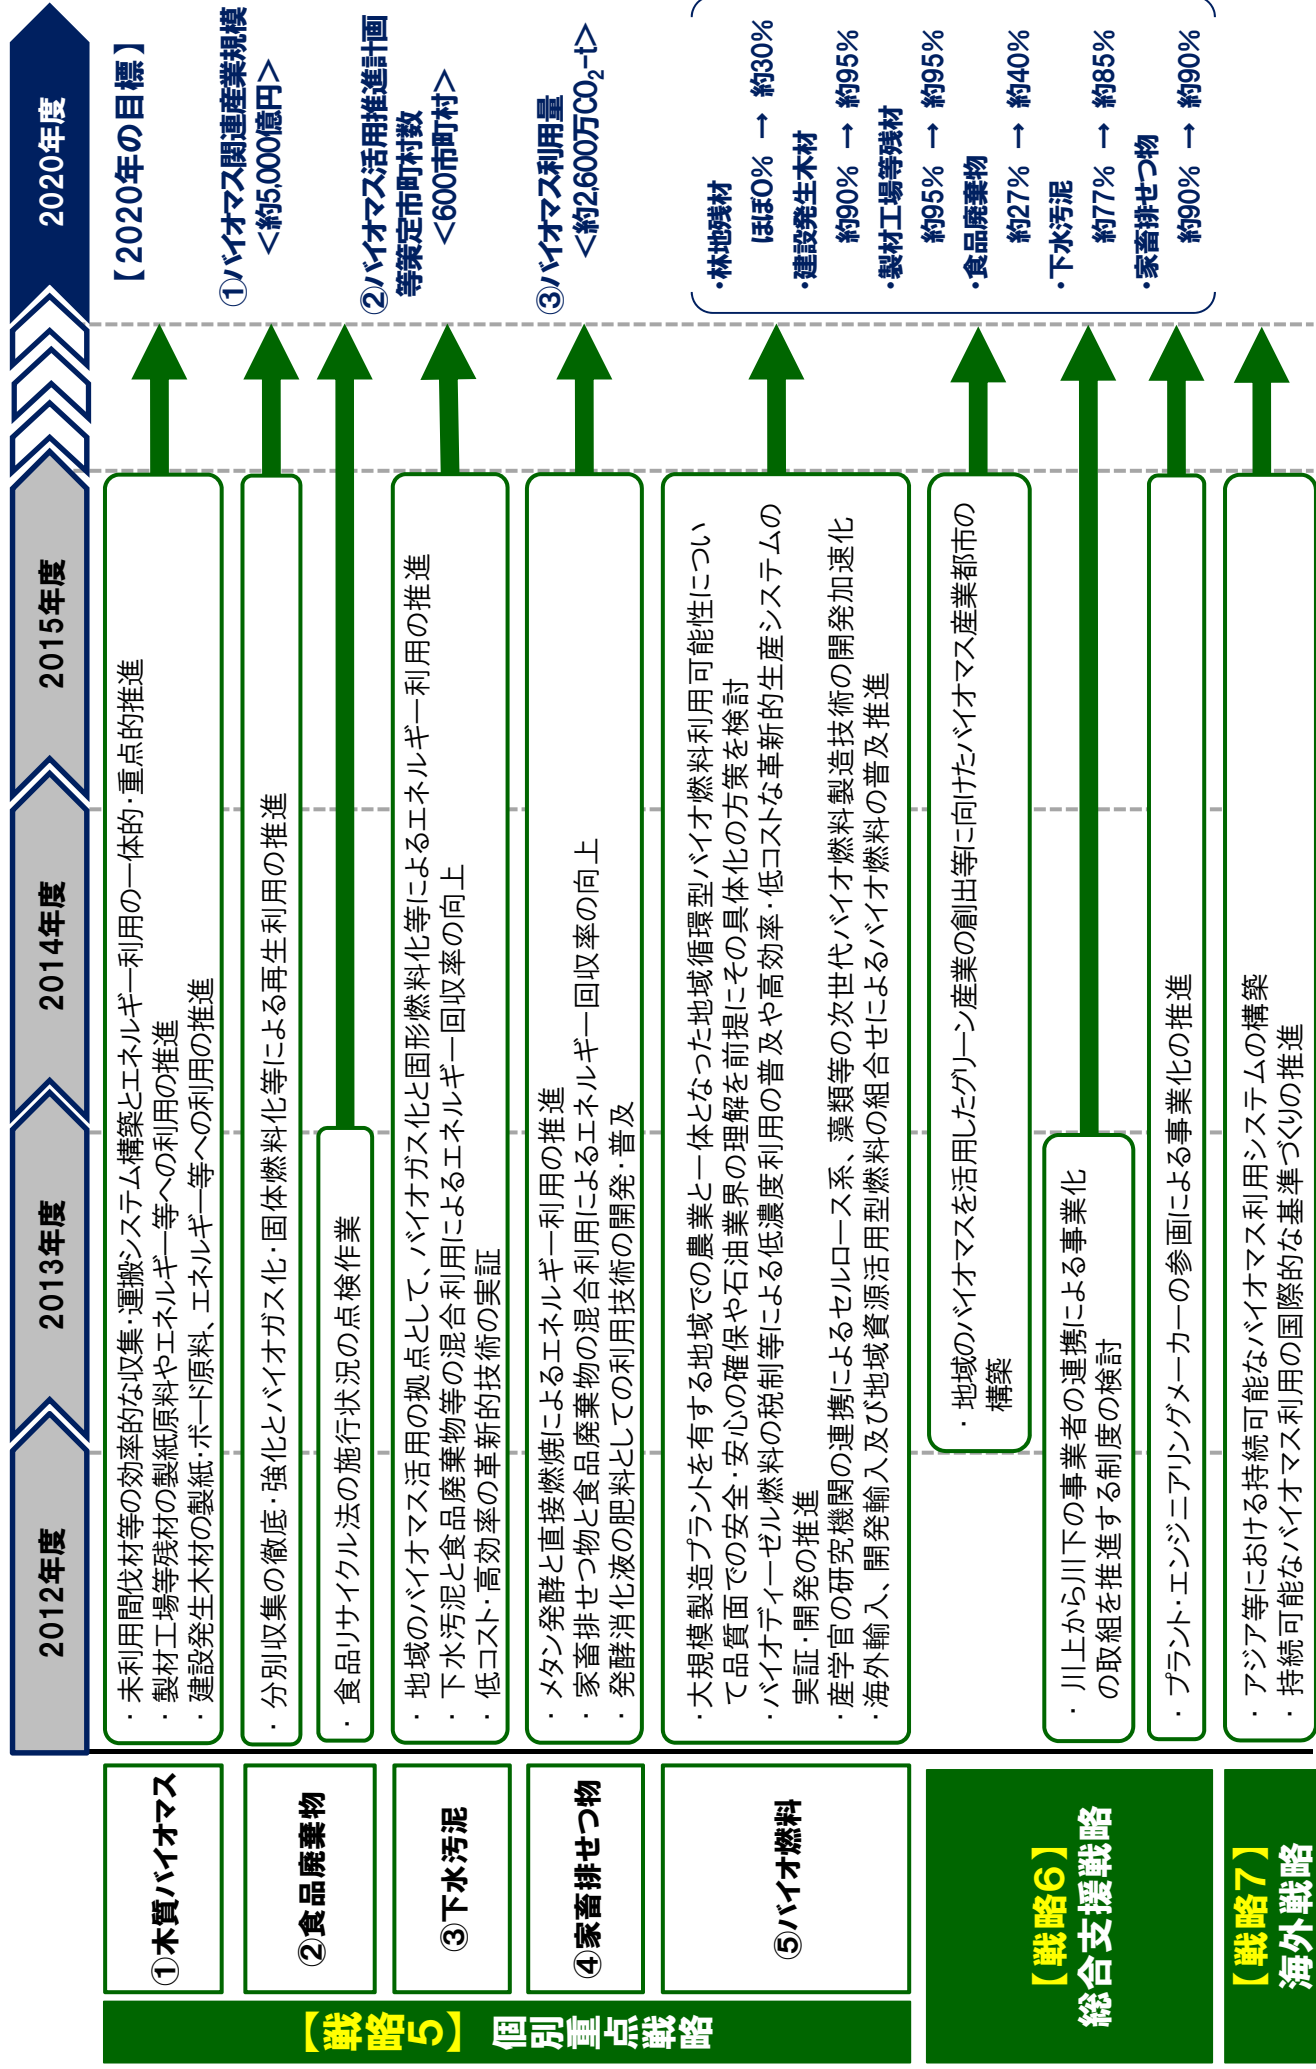 2012年度
2013年度
2014年度
2015年度
2020年度
【戦略5】 個別重点戦略
①木質バイオマス
・ 未利用間伐材等の効率的な収集・運搬システム構築とエネルギー利用の一体的・重点的推進
・ 製材工場等残材の製紙原料やエネルギー等への利用の推進
・ 建設発生木材の製紙・ボード原料、エネルギー等への利用の推進
②食品廃棄物
・ 分別収集の徹底・強化とバイオガス化・固体燃料化等による再生利用の推進
・ 食品リサイクル法の施行状況の点検作業
③下水汚泥
・ 地域のバイオマス活用の拠点として、バイオガス化と固形燃料化等によるエネルギー利用の推進
・ 下水汚泥と食品廃棄物等の混合利用によるエネルギー回収率の向上
・ 低コスト・高効率の革新的技術の実証
④家畜排せつ物
・ メタン発酵と直接燃焼によるエネルギー利用の推進
・ 家畜排せつ物と食品廃棄物の混合利用によるエネルギー回収率の向上
・ 発酵消化液の肥料としての利用技術の開発・普及
⑤バイオ燃料
・大規模製造プラントを有する地域での農業と一体となった地域循環型バイオ燃料利用可能性につい
て品質面での安全・安心の確保や石油業界の理解を前提にその具体化の方策を検討
・バイオディーゼル燃料の税制等による低濃度利用の普及や高効率・低コストな革新的生産システムの
実証・開発の推進
・産学官の研究機関の連携によるセルロース系、藻類等の次世代バイオ燃料製造技術の開発加速化
・海外輸入、開発輸入及び地域資源活用型燃料の組合せによるバイオ燃料の普及推進
【戦略6】
総合支援戦略
・ 地域のバイオマスを活用したグリーン産業の創出等に向けたバイオマス産業都市の
構築
・ 川上から川下の事業者の連携による事業化
の取組を推進する制度の検討
・ プラント・エンジニアリングメーカーの参画による事業化の推進
【戦略7】
海外戦略
・ アジア等における持続可能なバイオマス利用システムの構築
・ 持続可能なバイオマス利用の国際的な基準づくりの推進
【2020年の目標】
①バイオマス関連産業規模
＜約5,000億円＞
②バイオマス活用推進計画
等策定市町村数
＜600市町村＞
③バイオマス利用量
＜約2,600万CO₂-t＞
・林地残材
ほぼ0% → 約30%
・建設発生木材
約90% → 約95%
・製材工場等残材
約95% → 約95%
・食品廃棄物
約27% → 約40%
・下水汚泥
約77% → 約85%
・家畜排せつ物
約90% → 約90%